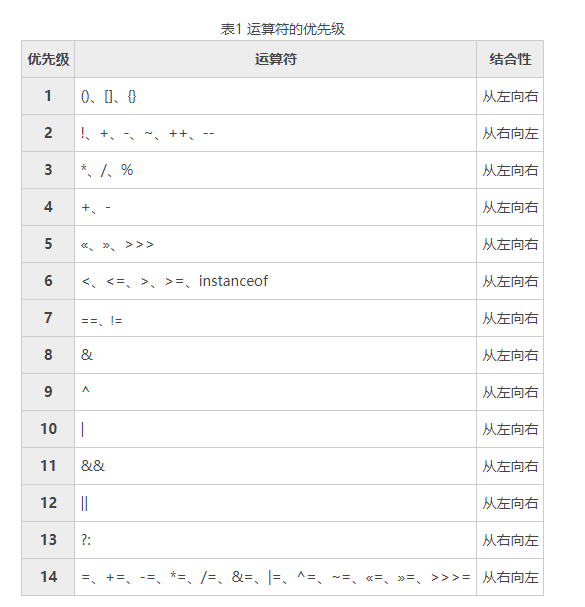 表1 运算符的优先级
优先级 运算符 结合性
1 ()、[]、{} 从左向右
2 !、+、-、~、++、-- 从右向左
3 *、/、% 从左向右
4 +、- 从左向右
5 «、»、>>> 从左向右
6 <、<=、>、>=、instanceof 从左向右
7 ==、!= 从左向右
8 & 从左向右
9 ^ 从左向右
10 | 从左向右
11 && 从左向右
12 || 从左向右
13 ?: 从右向左
14 =、+=、-=、*=、/=、&=、|=、^=、~=、«=、»=、>>>= 从右向左